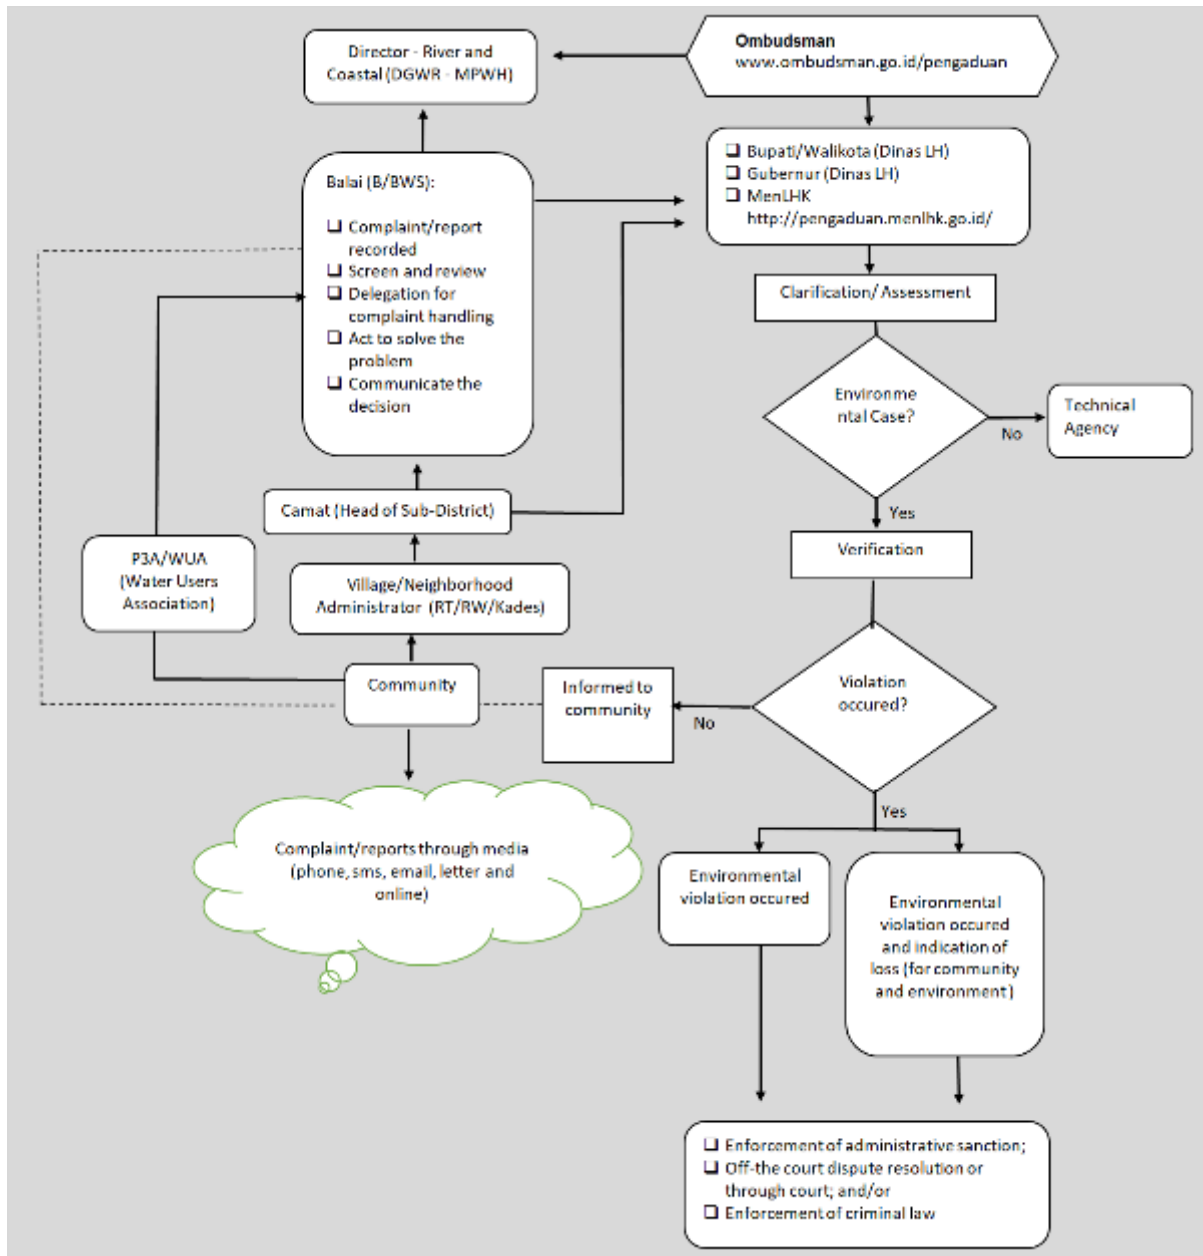 Director - River and
Coastal (DGWR - MPWH)
Ombudsman
www.ombudsman.go.id/pengaduan
Balai (B/BWS):
❑ Complaint/report
recorded
❑ Screen and review
❑ Delegation for
complaint handling
❑ Act to solve the
problem
❑ Communicate the
decision
❑ Bupati/Walikota (Dinas LH)
❑ Gubernur (Dinas LH)
❑ MenLHK
http://pengaduan.menlhk.go.id/
Clarification/ Assessment
Environme
ntal Case?
No
Technical
Agency
Yes
Camat (Head of Sub-District)
Verification
P3A/WUA
(Water Users
Association)
Village/Neighborhood
Administrator (RT/RW/Kades)
Community
Informed to
community
No
Violation
occured?
Yes
Complaint/reports through media
(phone, sms, email, letter and
online)
Environmental
violation occured
Environmental
violation occured
and indication of
loss (for community
and environment)
❑ Enforcement of administrative sanction;
❑ Off-the court dispute resolution or
through court; and/or
❑ Enforcement of criminal law